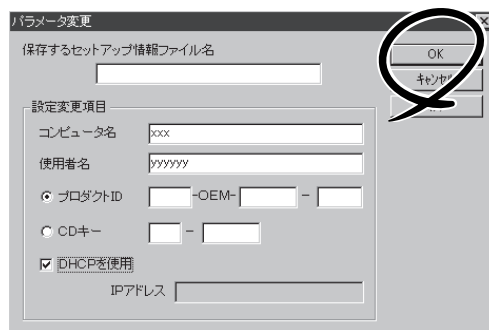 パラメータ変更
保存するセットアップ情報ファイル名
OK
キャンセル
設定変更項目
コンピュータ名 xxx
使用者名 yyyyyy
プロダクトID -OEM- -
CDキー -
DHCPを使用
IPアドレス